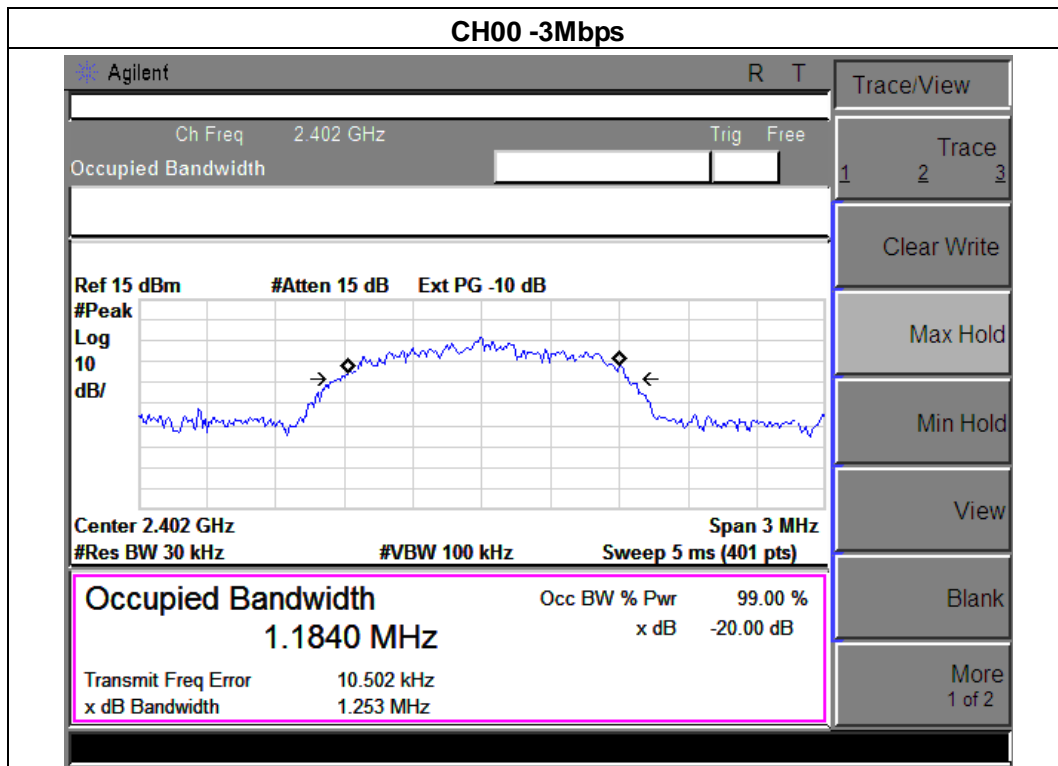 CH00 -3Mbps
Agilent R T
Ch Freq 2.402 GHz Trig Free
Occupied Bandwidth
Ref 15 dBm #Atten 15 dB Ext PG -10 dB
#Peak
Log
10
dB/
Center 2.402 GHz Span 3 MHz
#Res BW 30 kHz #VBW 100 kHz Sweep 5 ms (401 pts)
Occupied Bandwidth Occ BW % Pwr 99.00 %
1.1840 MHz x dB -20.00 dB
Transmit Freq Error 10.502 kHz
x dB Bandwidth 1.253 MHz
Trace/View
Trace
1 2 3
Clear Write
Max Hold
Min Hold
View
Blank
More
1 of 2